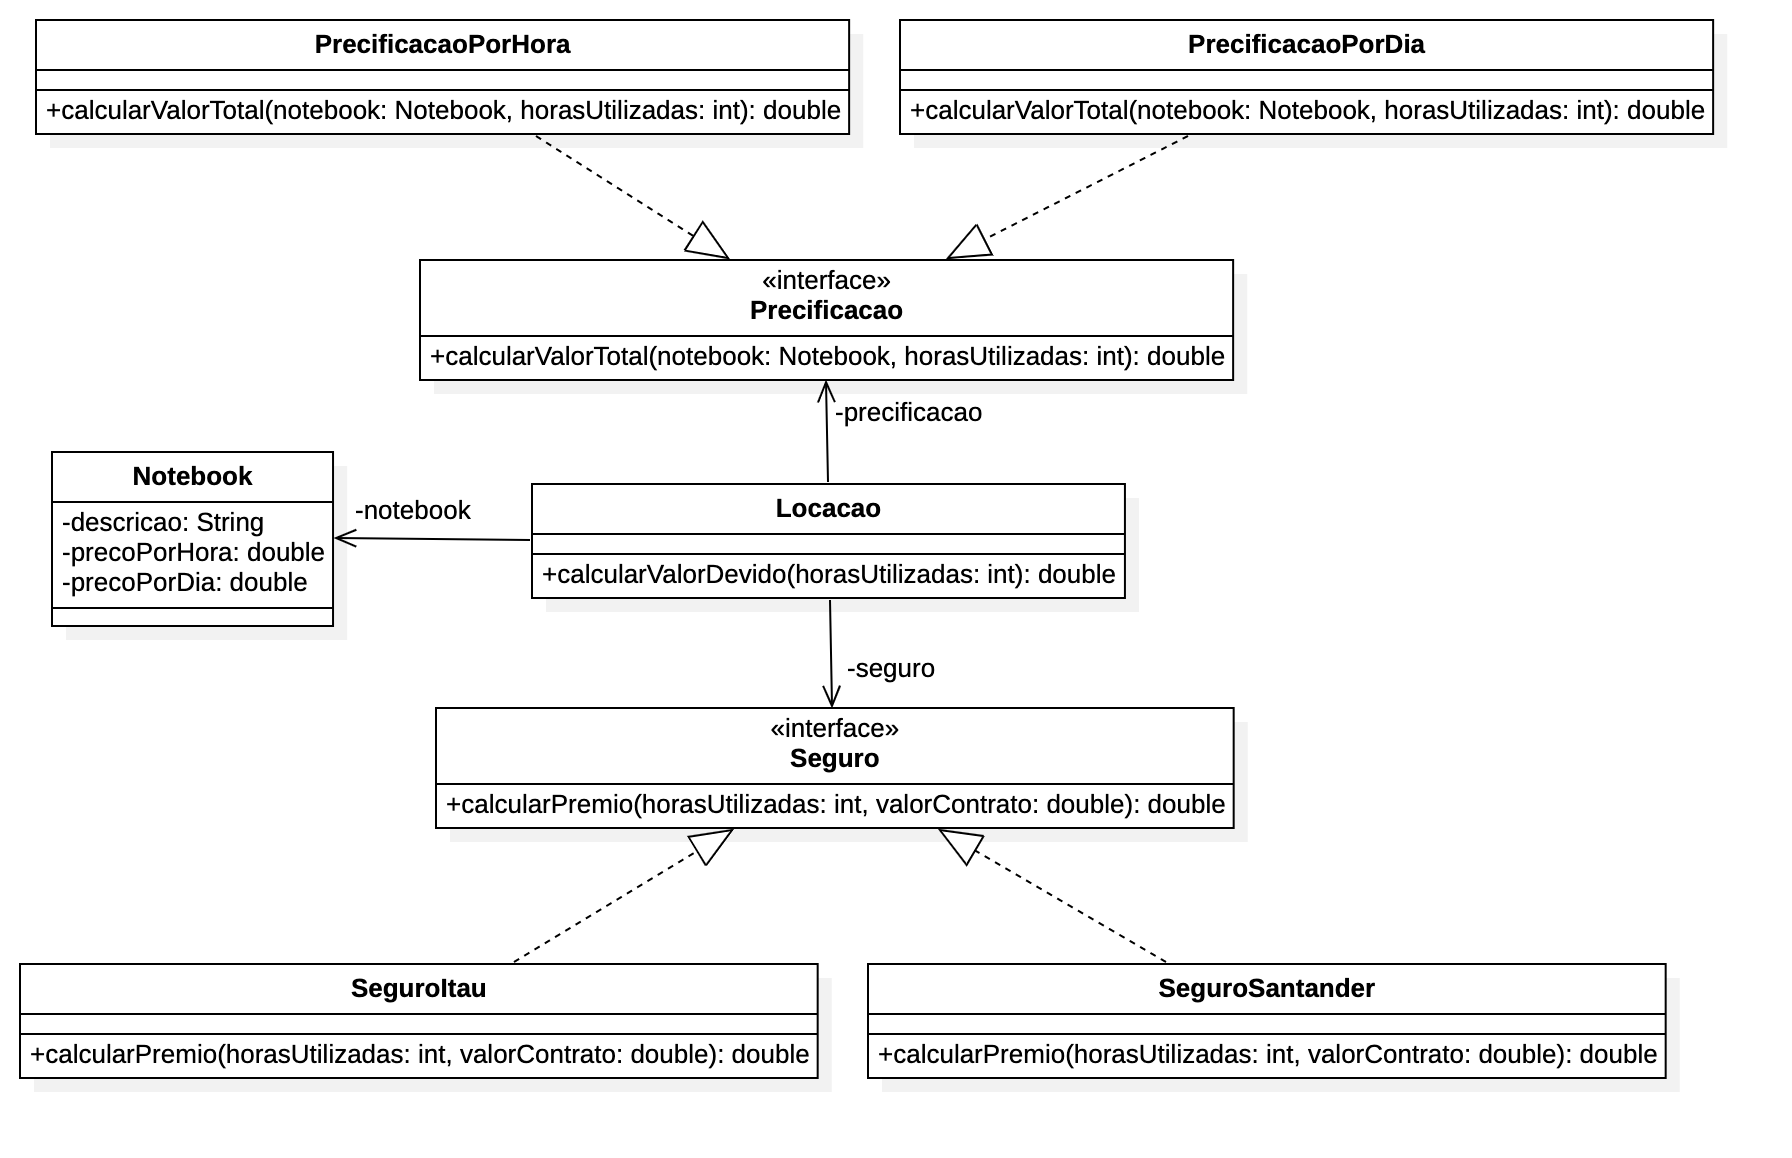 PrecificacaoPorHora
+calcularValorTotal(notebook: Notebook, horasUtilizadas: int): double
PrecificacaoPorDia
+calcularValorTotal(notebook: Notebook, horasUtilizadas: int): double
«interface»
Precificacao
+calcularValorTotal(notebook: Notebook, horasUtilizadas: int): double
-precificacao
Notebook
-descricao: String
-precoPorHora: double
-precoPorDia: double
-notebook
Locacao
+calcularValorDevido(horasUtilizadas: int): double
-seguro
«interface»
Seguro
+calcularPremio(horasUtilizadas: int, valorContrato: double): double
SeguroItau
+calcularPremio(horasUtilizadas: int, valorContrato: double): double
SeguroSantander
+calcularPremio(horasUtilizadas: int, valorContrato: double): double